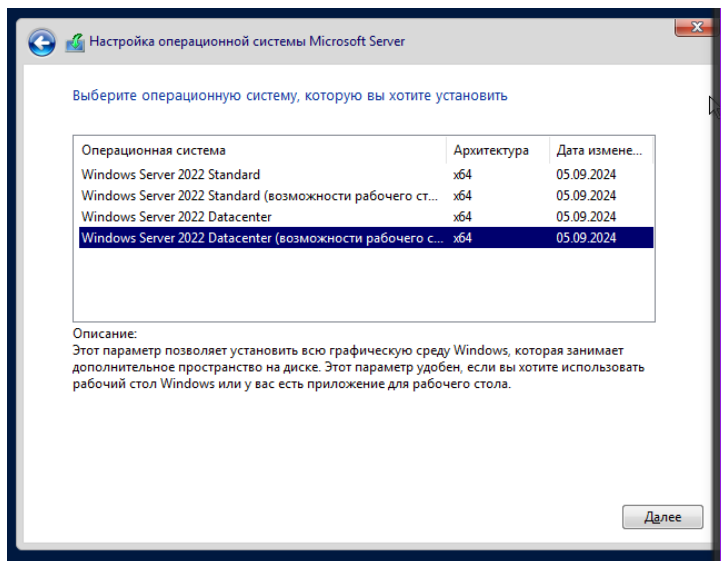 Настройка операционной системы Microsoft Server
Выберите операционную систему, которую вы хотите установить
Операционная система Архитектура Дата измене...
Windows Server 2022 Standard x64 05.09.2024
Windows Server 2022 Standard (возможности рабочего ст... x64 05.09.2024
Windows Server 2022 Datacenter x64 05.09.2024
Windows Server 2022 Datacenter (возможности рабочего с... x64 05.09.2024
Описание:
Этот параметр позволяет установить всю графическую среду Windows, которая занимает
дополнительное пространство на диске. Этот параметр удобен, если вы хотите использовать
рабочий стол Windows или у вас есть приложение для рабочего стола.
Далее